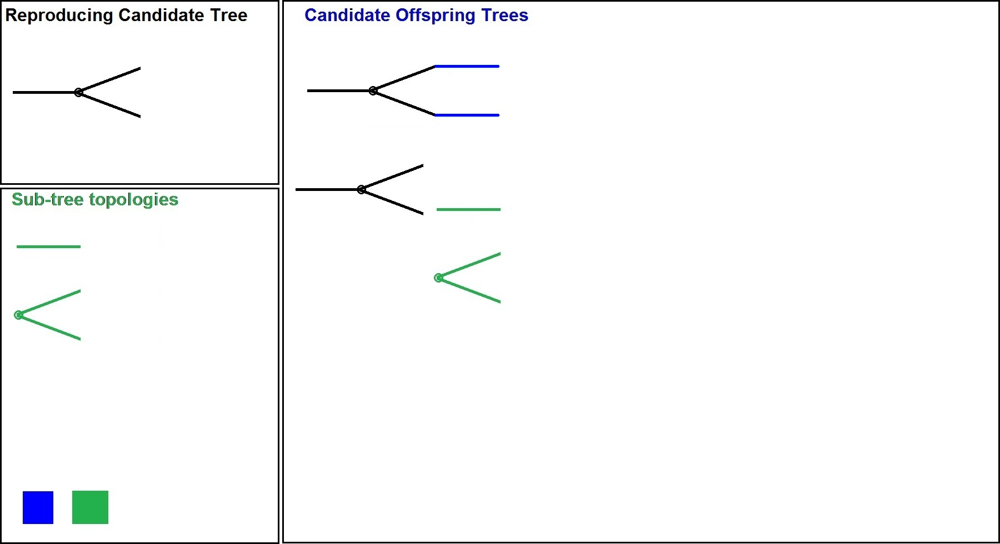 Reproducing Candidate Tree
Candidate Offspring Trees
Sub-tree topologies